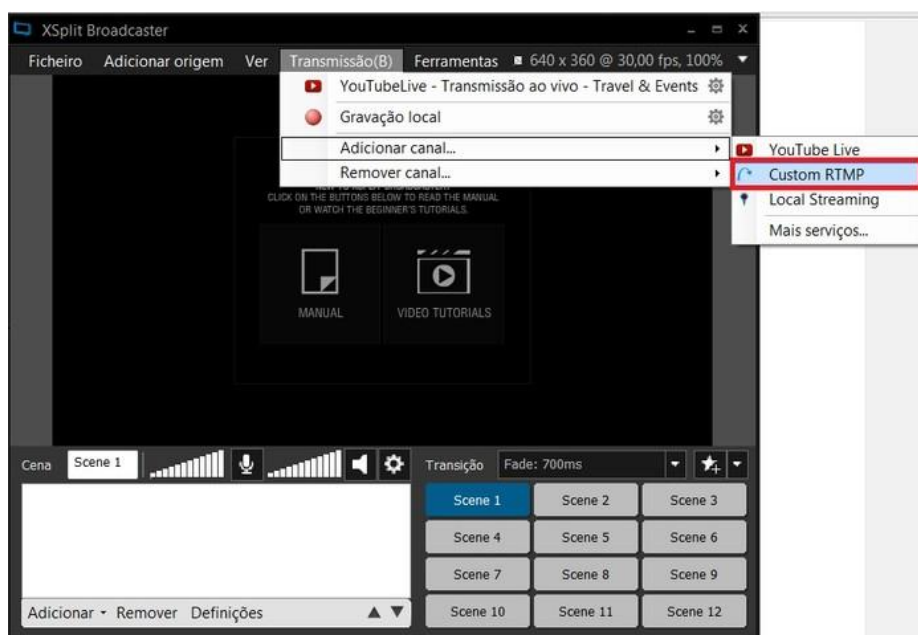 XSplit Broadcaster
Ficheiro Adicionar origem Ver Transmissão(B) Ferramentas 640 x 360 @ 30,00 fps, 100%
YouTubeLive - Transmissão ao vivo - Travel & Events
Gravação local
Adicionar canal...
Remover canal...
YouTube Live
Custom RTMP
Local Streaming
Mais serviços...
CLICK ON THE BUTTONS BELOW TO READ THE MANUAL
OR WATCH THE BEGINNER'S TUTORIALS.
MANUAL VIDEO TUTORIALS
Cena Scene 1 Transição Fade: 700ms
Scene 1 Scene 2 Scene 3
Scene 4 Scene 5 Scene 6
Scene 7 Scene 8 Scene 9
Scene 10 Scene 11 Scene 12
Adicionar Remover Definições